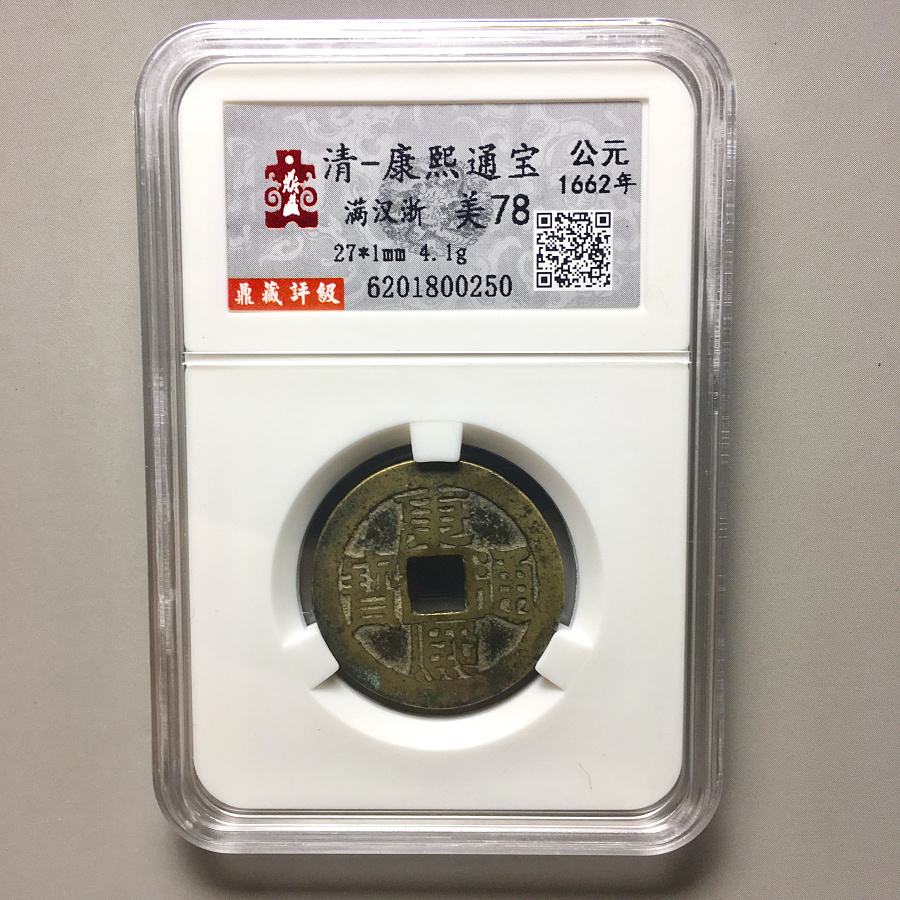 清-康熙通宝
公元
1662年
满汉浙 美78
27*1mm 4.1g
鼎藏評級 6201800250
康熙通寳